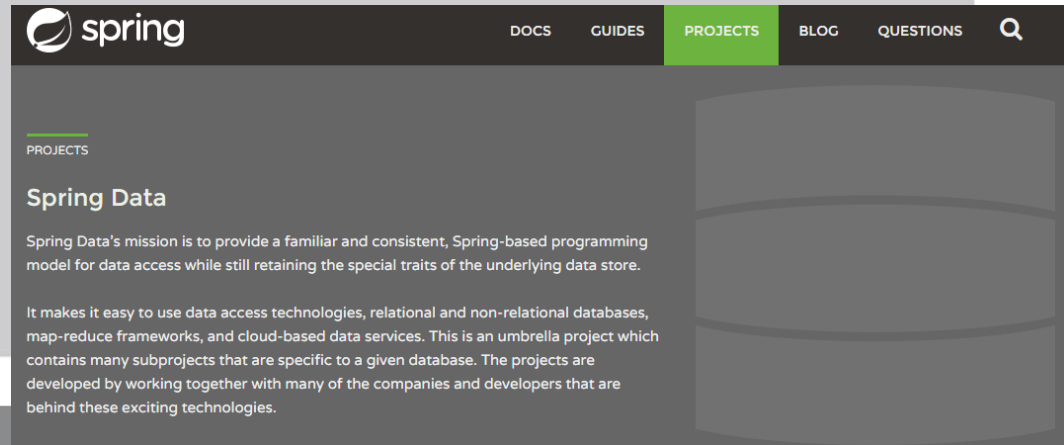 spring
DOCS GUIDES PROJECTS BLOG QUESTIONS
PROJECTS
Spring Data
Spring Data's mission is to provide a familiar and consistent, Spring-based programming
model for data access while still retaining the special traits of the underlying data store.
It makes it easy to use data access technologies, relational and non-relational databases,
map-reduce frameworks, and cloud-based data services. This is an umbrella project which
contains many subprojects that are specific to a given database. The projects are
developed by working together with many of the companies and developers that are
behind these exciting technologies.